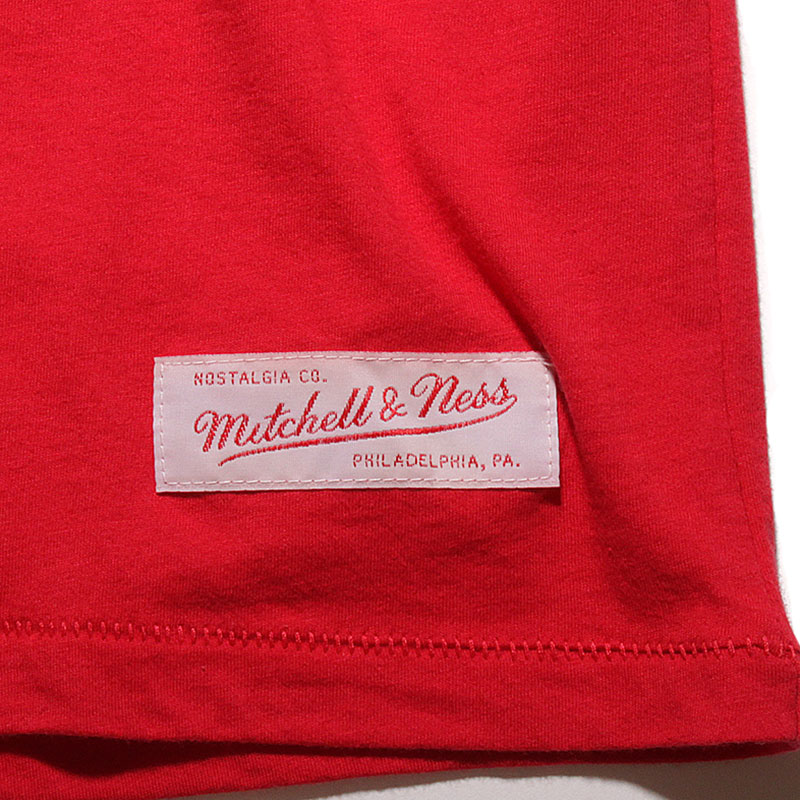 NOSTALGIA CO.
Mitchell & Ness
PHILADELPHIA, PA.